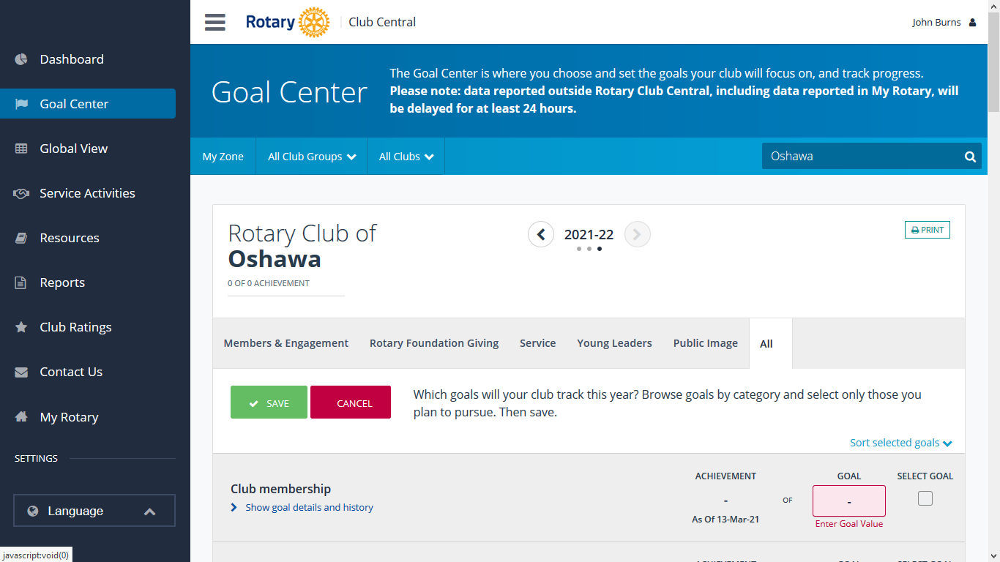 Rotary
Club Central
John Burns
Dashboard
Goal Center
Global View
Service Activities
Resources
Reports
Club Ratings
Contact Us
My Rotary
SETTINGS
Language
javascript:void(0)
Goal Center
The Goal Center is where you choose and set the goals your club will focus on, and track progress.
Please note: data reported outside Rotary Club Central, including data reported in My Rotary, will
be delayed for at least 24 hours.
My Zone
All Club Groups
All Clubs
Oshawa
Rotary Club of
Oshawa
0 OF 0 ACHIEVEMENT
2021-22
PRINT
Members & Engagement
Rotary Foundation Giving
Service
Young Leaders
Public Image
All
SAVE
CANCEL
Which goals will your club track this year? Browse goals by category and select only those you
plan to pursue. Then save.
Sort selected goals
Club membership
Show goal details and history
ACHIEVEMENT
-
As Of 13-Mar-21
OF
GOAL
-
Enter Goal Value
SELECT GOAL